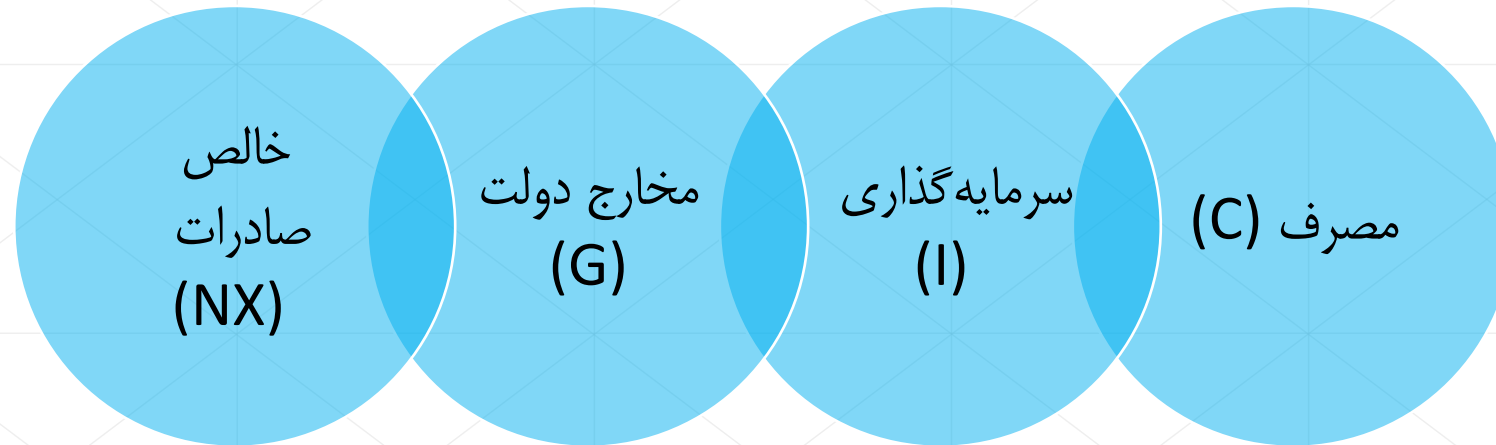 مصرف (C)
سرمایه‌گذاری
(I)
مخارج دولت
(G)
خالص
صادرات
(NX)